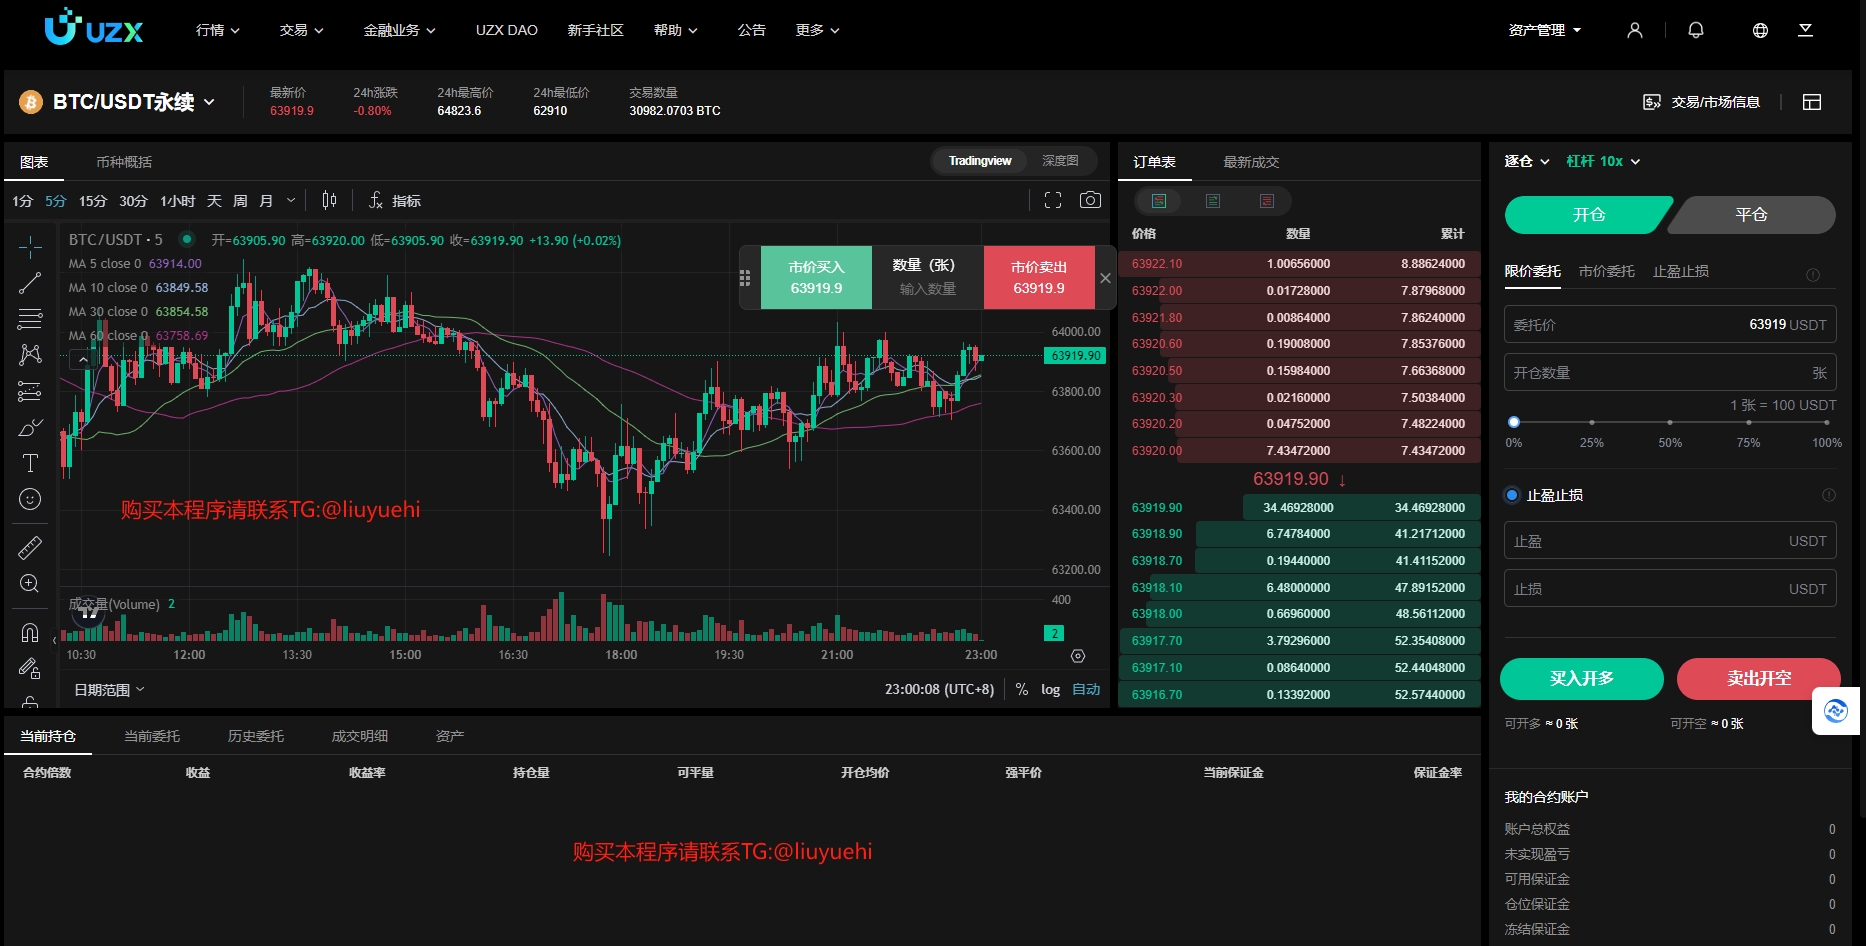 UZX
行情
交易
金融业务
UZX DAO
新手社区
帮助
公告
更多
资产管理
BTC/USDT永续
最新价
63919.9
24h涨跌
-0.80%
24h最高价
64823.6
24h最低价
62910
交易数量
30982.0703 BTC
交易/市场信息
图表
币种概括
Tradingview
深度图
1分 5分 15分 30分 1小时 天 周 月
指标
BTC/USDT · 5
开=63905.90 高=63920.00 低=63905.90 收=63919.90 +13.90 (+0.02%)
MA 5 close 0 63914.00
MA 10 close 0 63849.58
MA 30 close 0 63854.58
MA 60 close 0 63758.69
市价买入
63919.9
数量 (张)
输入数量
市价卖出
63919.9
64000.00
63919.90
63800.00
63600.00
63400.00
63200.00
购买本程序请联系TG:@liuyuehi
成交量(Volume) 2
400
2
10:30 12:00 13:30 15:00 16:30 18:00 19:30 21:00 23:00
日期范围
23:00:08 (UTC+8)
% log 自动
订单表
最新成交
价格 数量 累计
63922.10 1.00656000 8.88624000
63922.00 0.01728000 7.87968000
63921.80 0.00864000 7.86240000
63920.60 0.19008000 7.85376000
63920.50 0.15984000 7.66368000
63920.30 0.02160000 7.50384000
63920.20 0.04752000 7.48224000
63920.00 7.43472000 7.43472000
63919.90 ↓
63919.90 34.46928000 34.46928000
63918.90 6.74784000 41.21712000
63918.70 0.19440000 41.41152000
63918.10 6.48000000 47.89152000
63918.00 0.66960000 48.56112000
63917.70 3.79296000 52.35408000
63917.10 0.08640000 52.44048000
63916.70 0.13392000 52.57440000
逐仓
杠杆 10x
开仓
平仓
限价委托
市价委托
止盈止损
委托价 63919 USDT
开仓数量 张
1 张 = 100 USDT
0% 25% 50% 75% 100%
止盈止损
止盈 USDT
止损 USDT
买入开多
卖出开空
可开多 ≈ 0 张
可开空 ≈ 0 张
我的合约账户
账户总权益 0
未实现盈亏 0
可用保证金 0
仓位保证金 0
冻结保证金 0
当前持仓
当前委托
历史委托
成交明细
资产
合约倍数 收益 收益率 持仓量 可平量 开仓均价 强平价 当前保证金 保证金率
购买本程序请联系TG:@liuyuehi